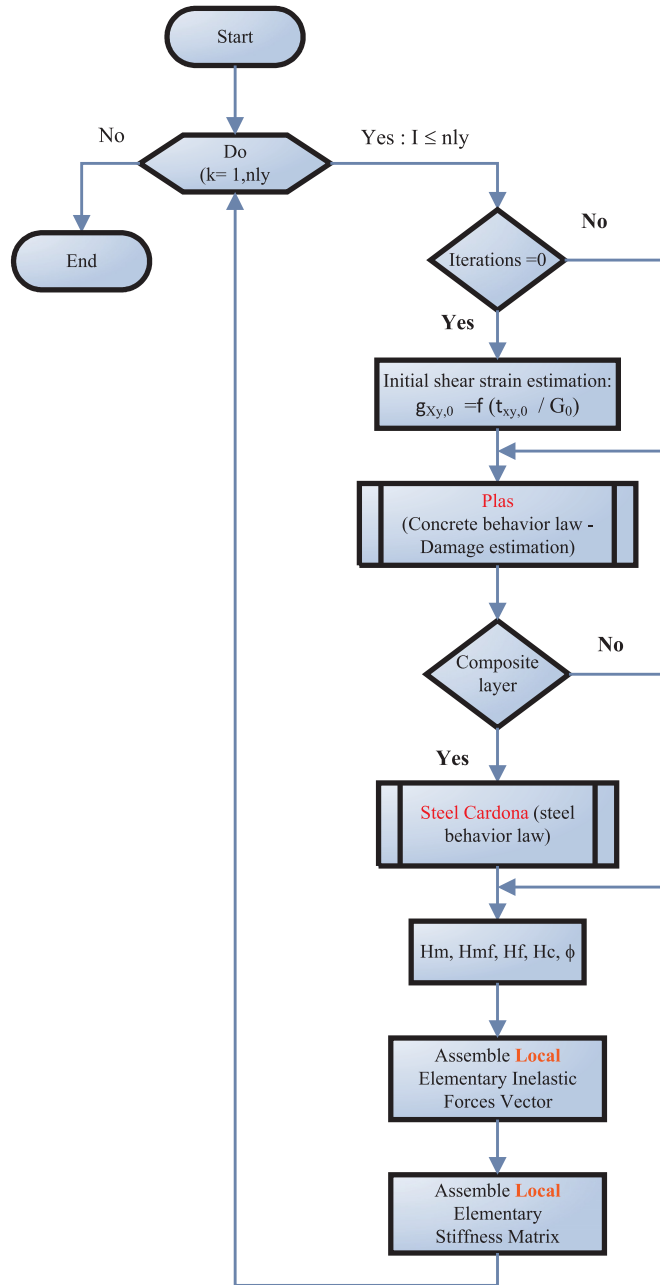 Start
No
Yes : I ≤ nly
Do
(k= 1,nly
No
Iterations =0
End
Yes
Initial shear strain estimation:
gXy,0 =f (txy,0 / G0)
Plas
(Concrete behavior law -
Damage estimation)
No
Composite
layer
Yes
Steel Cardona (steel
behavior law)
Hm, Hmf, Hf, Hc, ϕ
Assemble Local
Elementary Inelastic
Forces Vector
Assemble Local
Elementary
Stiffness Matrix